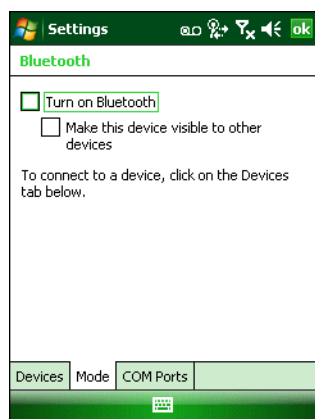 Settings ok
Bluetooth
Turn on Bluetooth
Make this device visible to other
devices
To connect to a device, click on the Devices
tab below.
Devices Mode COM Ports